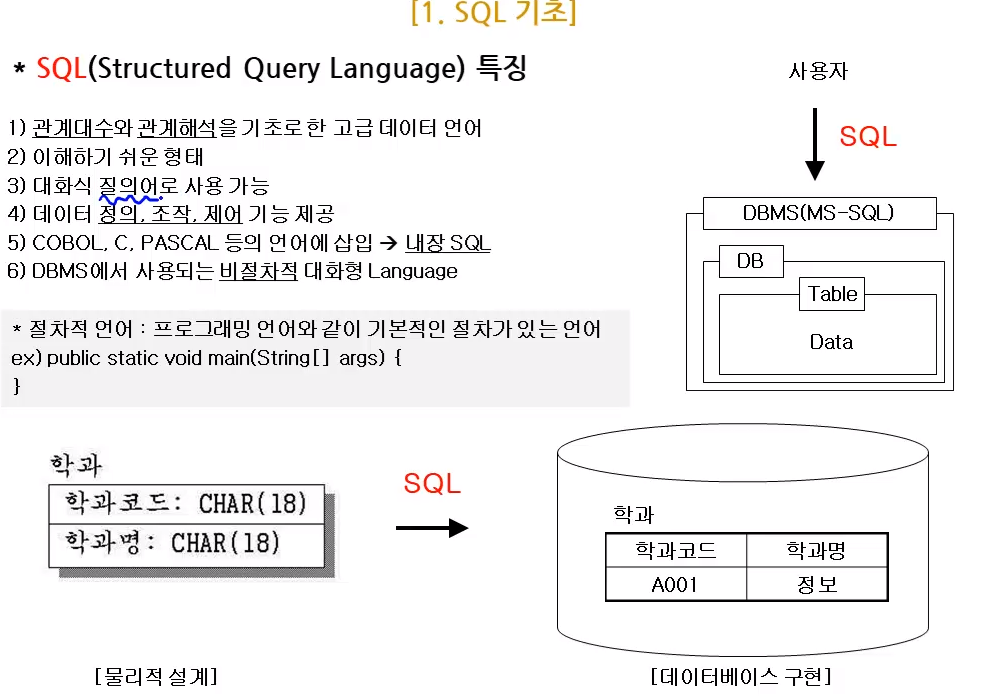 [1. SQL 기초]
* SQL(Structured Query Language) 특징
1) 관계대수와 관계해석을 기초로 한 고급 데이터 언어
2) 이해하기 쉬운 형태
3) 대화식 질의어로 사용 가능
4) 데이터 정의, 조작, 제어 기능 제공
5) COBOL, C, PASCAL 등의 언어에 삽입 → 내장 SQL
6) DBMS에서 사용되는 비절차적 대화형 Language
* 절차적 언어 : 프로그래밍 언어와 같이 기본적인 절차가 있는 언어
ex) public static void main(String[] args) {
}
사용자
SQL
DBMS(MS-SQL)
DB
Table
Data
학과
학과코드: CHAR(18)
학과명: CHAR(18)
[물리적 설계]
SQL
학과
학과코드 학과명
A001 정보
[데이터베이스 구현]